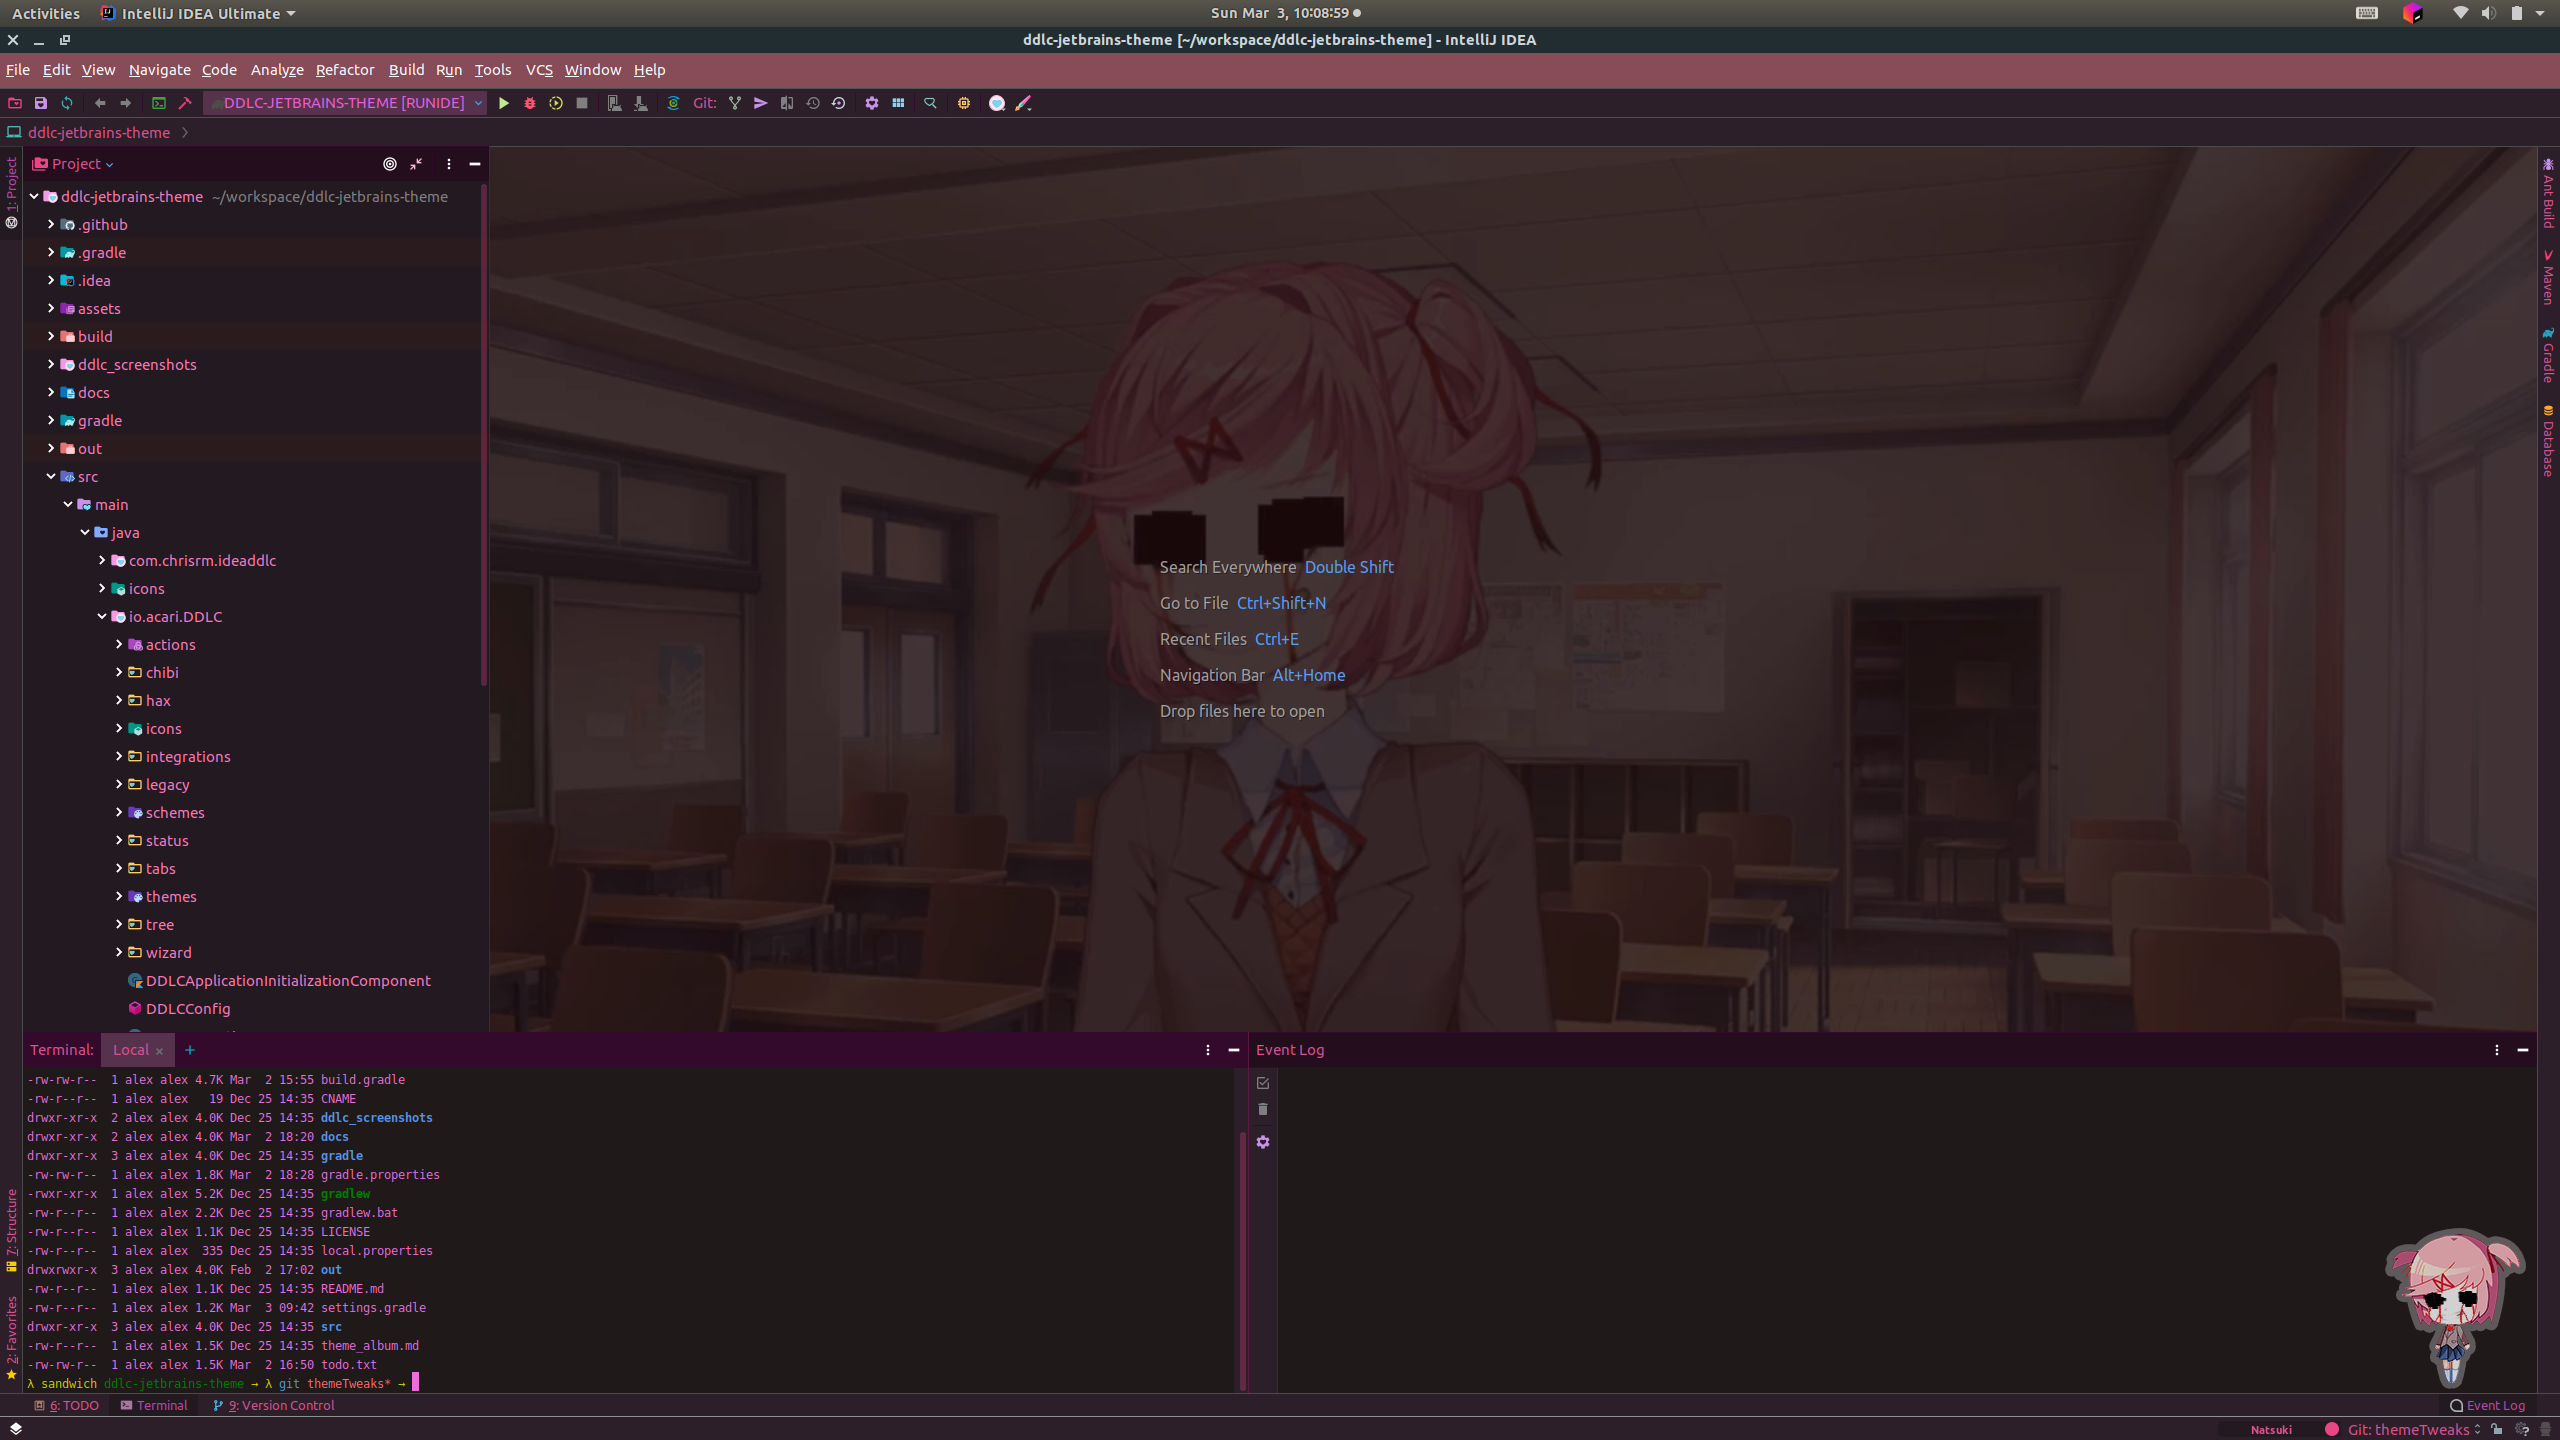 Activities IntelliJ IDEA Ultimate Sun Mar 3, 10:08:59
ddlc-jetbrains-theme [~/workspace/ddlc-jetbrains-theme] - IntelliJ IDEA
File Edit View Navigate Code Analyze Refactor Build Run Tools VCS Window Help
DDLC-JETBRAINS-THEME [RUNIDE] Git:
ddlc-jetbrains-theme
1: Project
Project
ddlc-jetbrains-theme ~/workspace/ddlc-jetbrains-theme
.github
.gradle
.idea
assets
build
ddlc_screenshots
docs
gradle
out
src
main
java
com.chrisrm.ideaddlc
icons
io.acari.DDLC
actions
chibi
hax
icons
integrations
legacy
schemes
status
tabs
themes
tree
wizard
DDLCApplicationInitializationComponent
DDLCConfig
Search Everywhere Double Shift
Go to File Ctrl+Shift+N
Recent Files Ctrl+E
Navigation Bar Alt+Home
Drop files here to open
Ant Build
Maven
Gradle
Database
7: Structure
2: Favorites
Terminal: Local × +
-rw-rw-r-- 1 alex alex 4.7K Mar 2 15:55 build.gradle
-rw-r--r-- 1 alex alex 19 Dec 25 14:35 CNAME
drwxr-xr-x 2 alex alex 4.0K Dec 25 14:35 ddlc_screenshots
drwxr-xr-x 2 alex alex 4.0K Mar 2 18:20 docs
drwxr-xr-x 3 alex alex 4.0K Dec 25 14:35 gradle
-rw-rw-r-- 1 alex alex 1.8K Mar 2 18:28 gradle.properties
-rwxr-xr-x 1 alex alex 5.2K Dec 25 14:35 gradlew
-rw-r--r-- 1 alex alex 2.2K Dec 25 14:35 gradlew.bat
-rw-r--r-- 1 alex alex 1.1K Dec 25 14:35 LICENSE
-rw-r--r-- 1 alex alex 335 Dec 25 14:35 local.properties
drwxrwxr-x 3 alex alex 4.0K Feb 2 17:02 out
-rw-r--r-- 1 alex alex 1.1K Dec 25 14:35 README.md
-rw-r--r-- 1 alex alex 1.2K Mar 3 09:42 settings.gradle
drwxr-xr-x 3 alex alex 4.0K Dec 25 14:35 src
-rw-r--r-- 1 alex alex 1.5K Dec 25 14:35 theme_album.md
-rw-rw-r-- 1 alex alex 1.5K Mar 2 16:50 todo.txt
λ sandwich ddlc-jetbrains-theme → λ git themeTweaks* →
Event Log
6: TODO Terminal 9: Version Control Event Log
Natsuki Git: themeTweaks